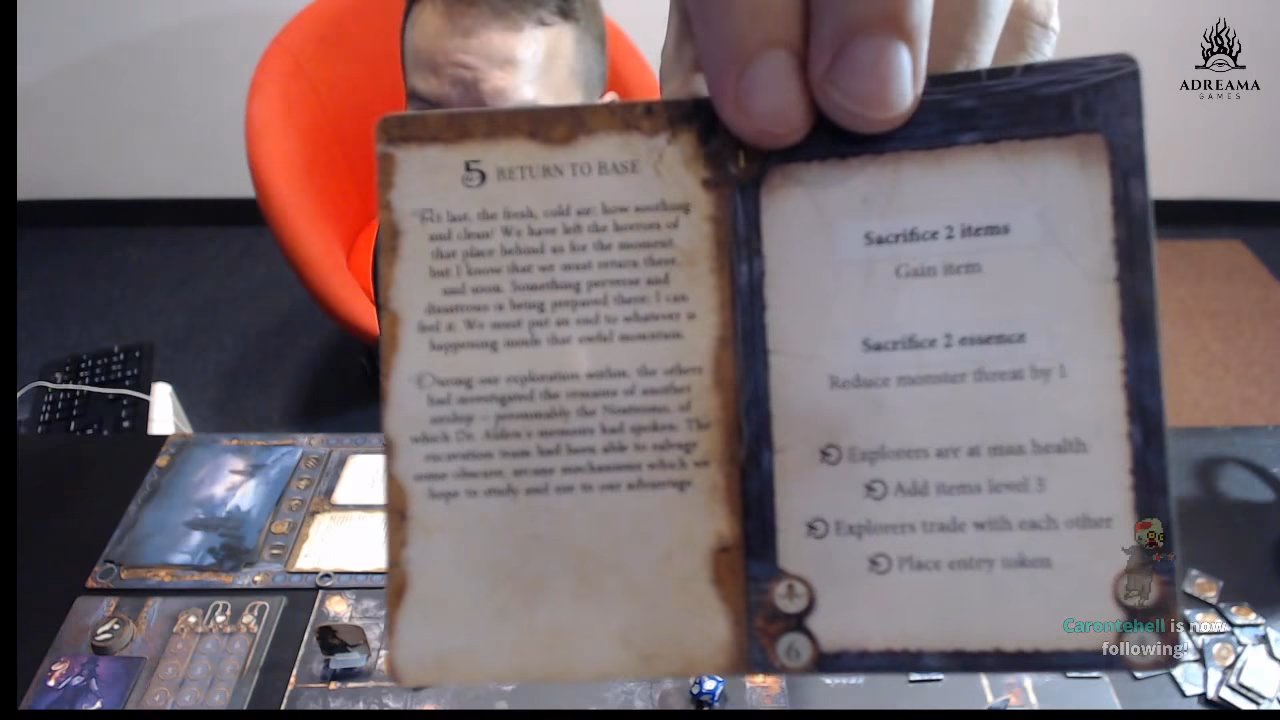 ADREAMA
GAMES
5 RETURN TO BASE
"At last, the fresh, cold air; how soothing
and clean! We have left the horrors of
that place behind us for the moment,
but I know that we must return there,
and soon. Something perverse and
disastrous is being prepared there; I can
feel it. We must put an end to whatever is
happening inside that awful mountain.
"During our exploration within, the others
had investigated the remains of another
airship – presumably the Nostromo, of
which Dr. Alden's memoirs had spoken. The
excavation team had been able to salvage
some obscure, arcane mechanisms which we
hope to study and use to our advantage.
Sacrifice 2 items
Gain item
Sacrifice 2 essence
Reduce monster threat by 1
Explorers are at max health
Add items level 3
Explorers trade with each other
Place entry token
6
Carontehell is now
following!